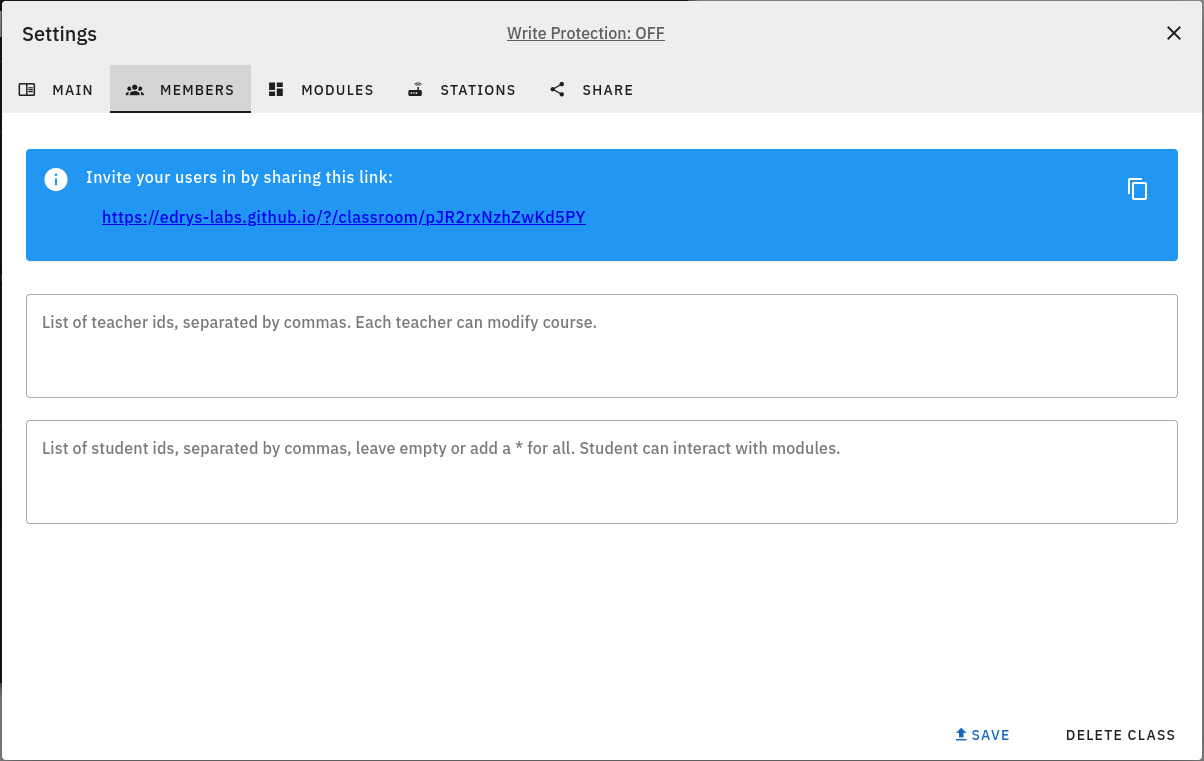 Settings
Write Protection: OFF
MAIN
MEMBERS
MODULES
STATIONS
SHARE
Invite your users in by sharing this link:
https://edrys-labs.github.io/?/classroom/pJR2rxNzhZwKd5PY
List of teacher ids, separated by commas. Each teacher can modify course.
List of student ids, separated by commas, leave empty or add a * for all. Student can interact with modules.
SAVE
DELETE CLASS